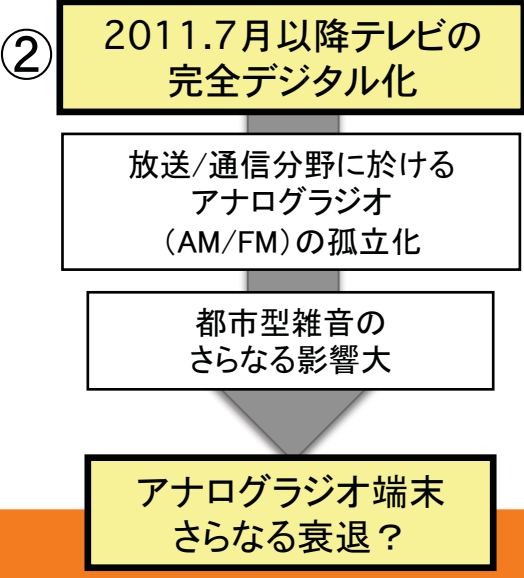 ②
2011.7月以降テレビの
完全デジタル化
放送/通信分野に於ける
アナログラジオ
（AM/FM）の孤立化
都市型雑音の
さらなる影響大
アナログラジオ端末
さらなる衰退？